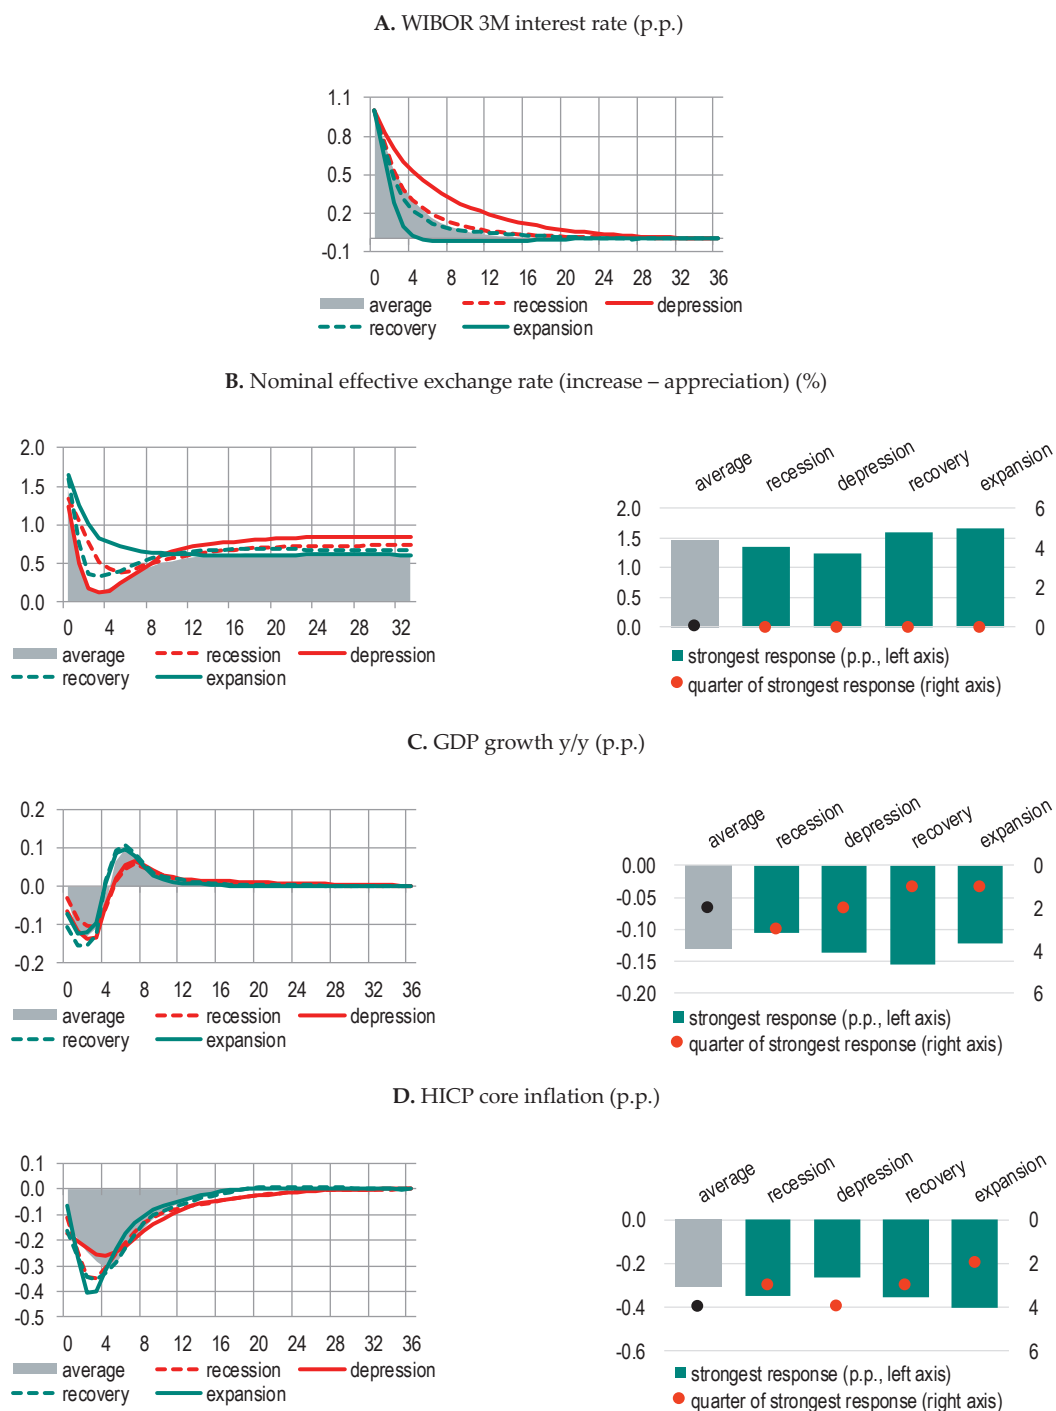 A. WIBOR 3M interest rate (p.p.)
1.1
0.8
0.5
0.2
-0.1
0 4 8 12 16 20 24 28 32 36
average recession depression
recovery expansion
B. Nominal effective exchange rate (increase – appreciation) (%)
2.0
1.5
1.0
0.5
0.0
0 4 8 12 16 20 24 28 32
average recession depression
recovery expansion
average recession depression recovery expansion
2.0 6
1.5 4
1.0 2
0.5
0.0 0
strongest response (p.p., left axis)
quarter of strongest response (right axis)
C. GDP growth y/y (p.p.)
0.2
0.1
0.0
-0.1
-0.2
0 4 8 12 16 20 24 28 32 36
average recession depression
recovery expansion
average recession depression recovery expansion
0.00 0
-0.05 2
-0.10
-0.15 4
-0.20 6
strongest response (p.p., left axis)
quarter of strongest response (right axis)
D. HICP core inflation (p.p.)
0.1
0.0
-0.1
-0.2
-0.3
-0.4
-0.5
0 4 8 12 16 20 24 28 32 36
average recession depression
recovery expansion
average recession depression recovery expansion
0.0 0
-0.2 2
-0.4 4
-0.6 6
strongest response (p.p., left axis)
quarter of strongest response (right axis)